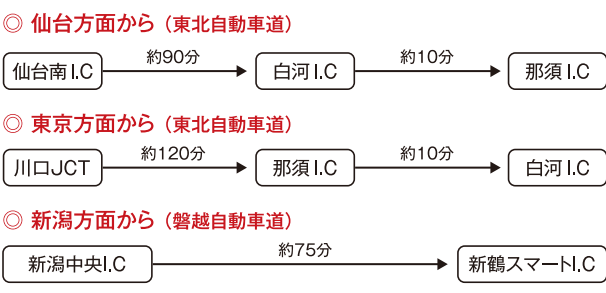 ◎ 仙台方面から（東北自動車道）
仙台南I.C 約90分 白河I.C 約10分 那須I.C
◎ 東京方面から（東北自動車道）
川口JCT 約120分 那須I.C 約10分 白河I.C
◎ 新潟方面から（磐越自動車道）
新潟中央I.C 約75分 新鶴スマートI.C